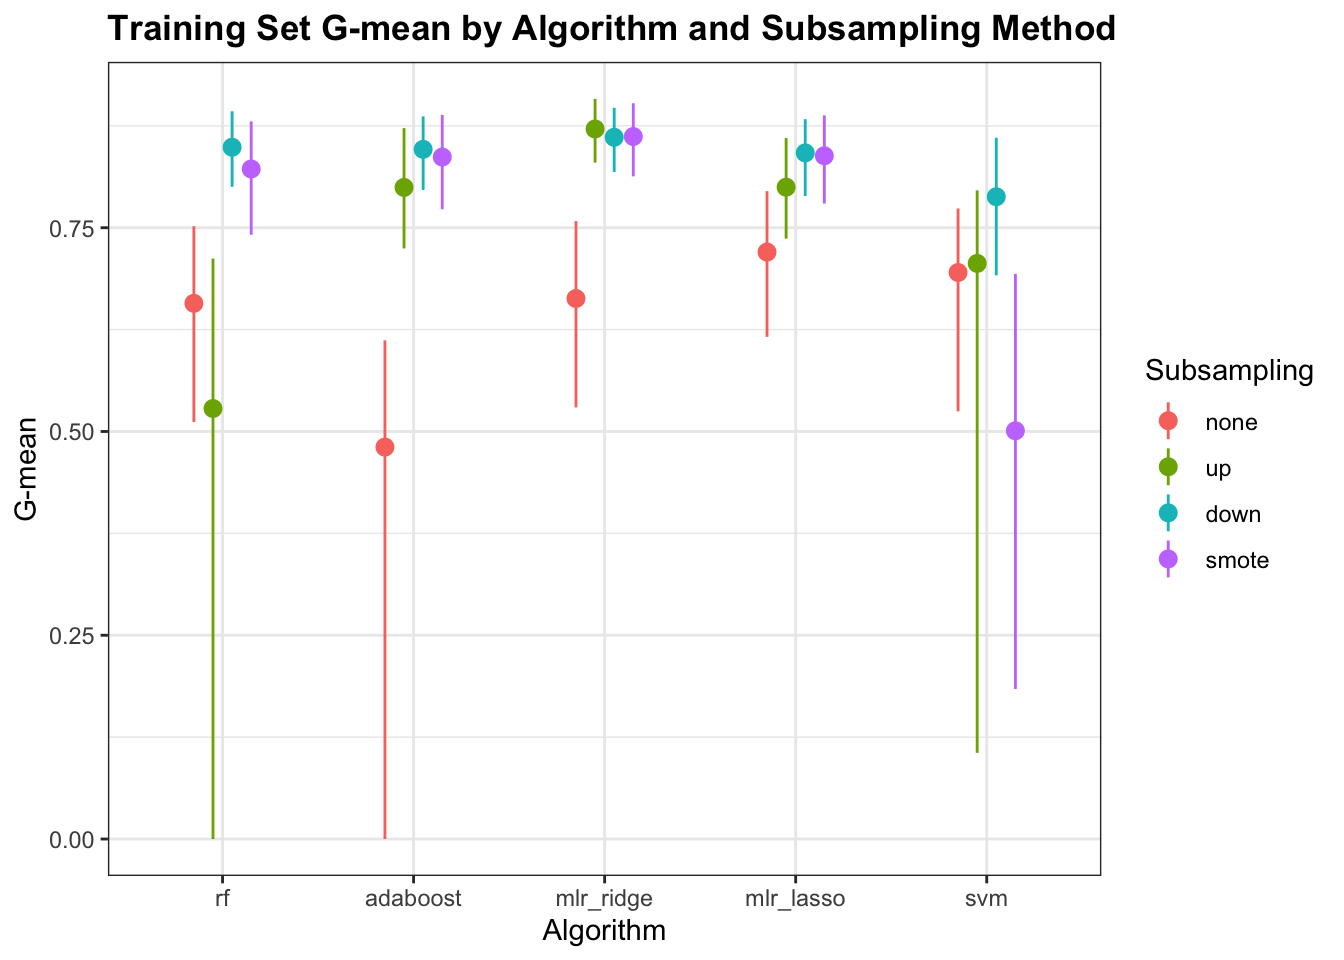 Training Set G-mean by Algorithm and Subsampling Method
G-mean
0.75
0.50
0.25
0.00
rf adaboost mlr_ridge mlr_lasso svm
Algorithm
Subsampling
none
up
down
smote